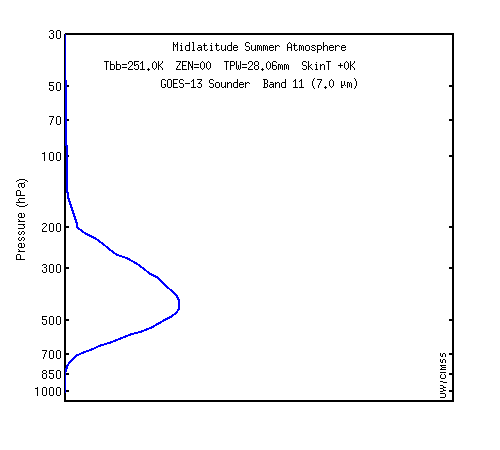 Midlatitude Summer Atmosphere
Tbb=251.0K ZEN=00 TPW=28.06mm SkinT +0K
GOES-13 Sounder Band 11 (7.0 µm)
30
50
70
100
200
300
500
700
850
1000
Pressure (hPa)
UW/CIMSS